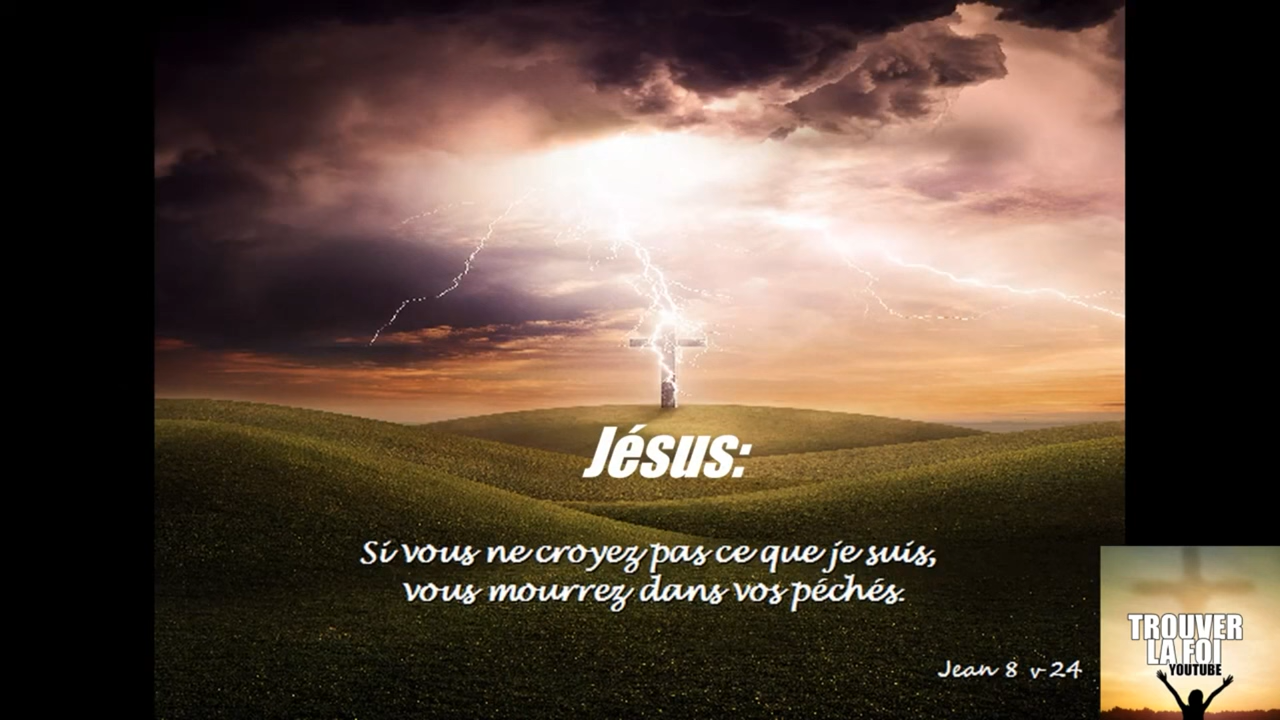 Jésus:
Si vous ne croyez pas ce que je suis,
vous mourrez dans vos péchés.
Jean 8 v 24
TROUVER
LA FOI
YOUTUBE